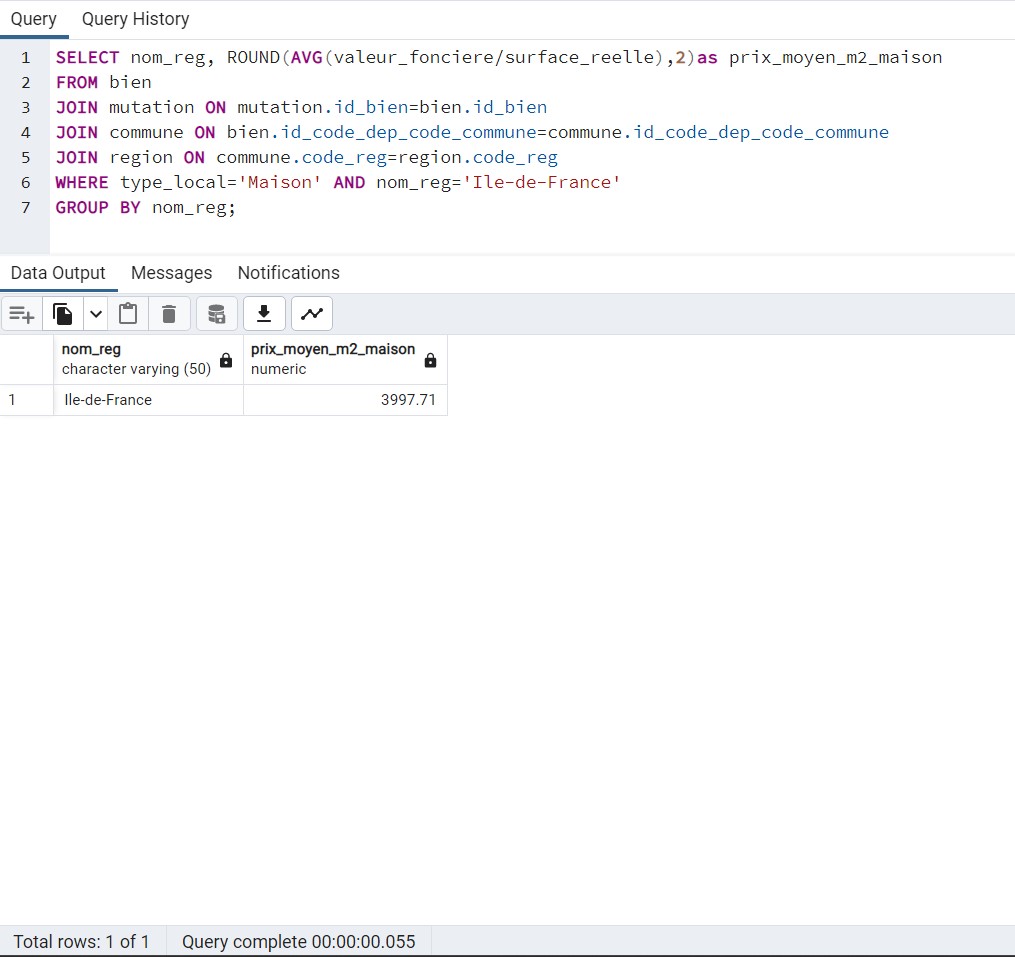 Query Query History
1 SELECT nom_reg, ROUND(AVG(valeur_fonciere/surface_reelle),2)as prix_moyen_m2_maison
2 FROM bien
3 JOIN mutation ON mutation.id_bien=bien.id_bien
4 JOIN commune ON bien.id_code_dep_code_commune=commune.id_code_dep_code_commune
5 JOIN region ON commune.code_reg=region.code_reg
6 WHERE type_local='Maison' AND nom_reg='Ile-de-France'
7 GROUP BY nom_reg;
Data Output Messages Notifications
nom_reg prix_moyen_m2_maison
character varying (50) numeric
1 Ile-de-France 3997.71
Total rows: 1 of 1 Query complete 00:00:00.055